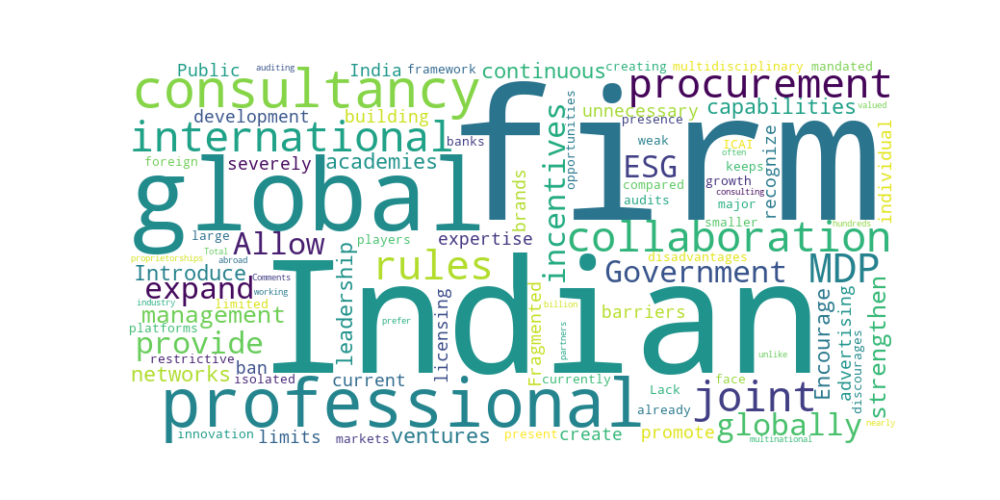 Public
auditing
India
framework
continuous
creating
multidisciplinary
mandated
consultancy
firm
procurement
development
building
opportunities
unnecessary
capabilities
valued
international
banks
incentives
presence
weak
ICAI
often
recognize
individual
foreign
severely
academies
ESG
keeps
compared
growth
consulting
global
brands
audits
major
smaller
hundreds
large
Allow
players
expertise
collaboration
proprietorships
Total
abroad
Indian
rules
disadvantages
Introduce
Comments
leadership
Government
MDP
expand
working
limited
licensing
Fragmented
billion
barriers
Encourage
advertising
strengthen
management
platforms
industry
prefer
partners
provide
restrictive
ban
unlike
discourages
networks
isolated
current
currently
Lack
face
professional
joint
already
globally
nearly
innovation
limits
markets
ventures
present
create
promote
multinational